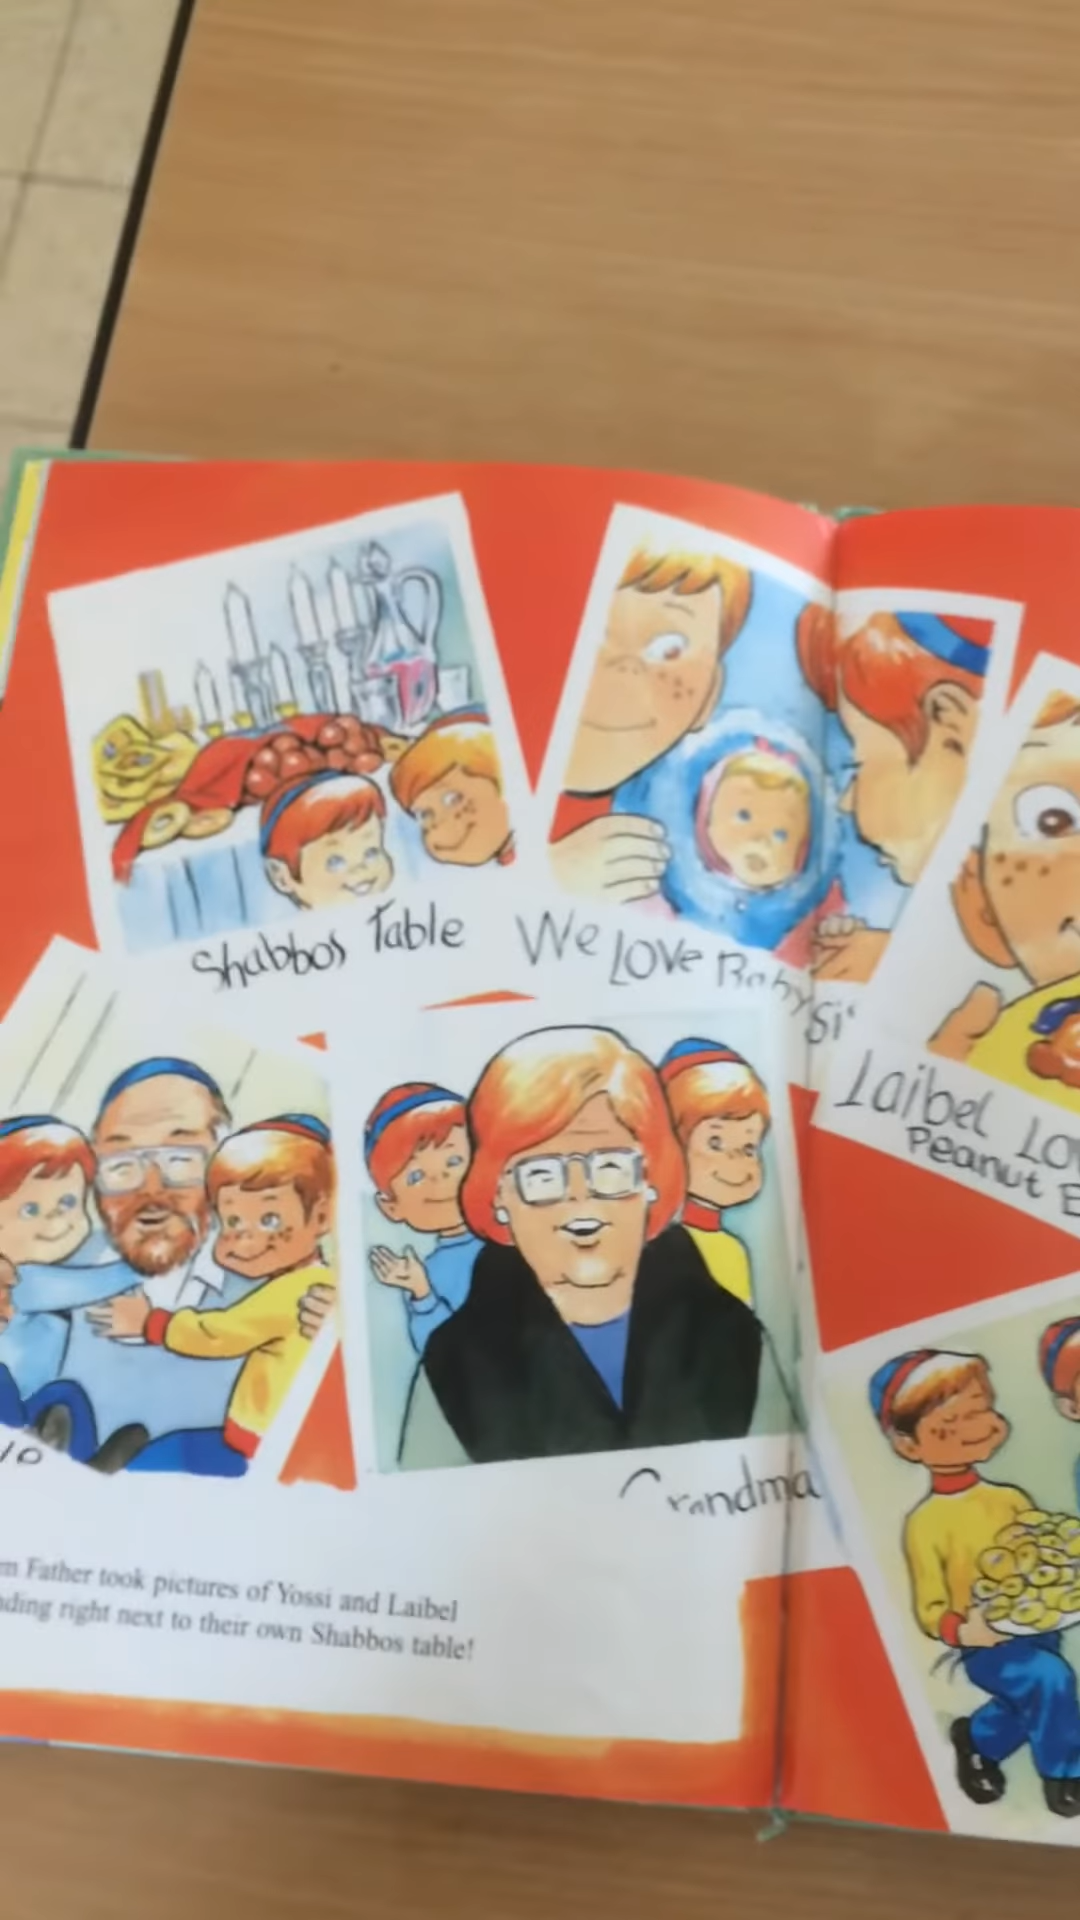 Shabbos Table
We Love Baby
Laibel
Peanut
Grandma
Father took pictures of Yossi and Laibel
right next to their own Shabbos table!